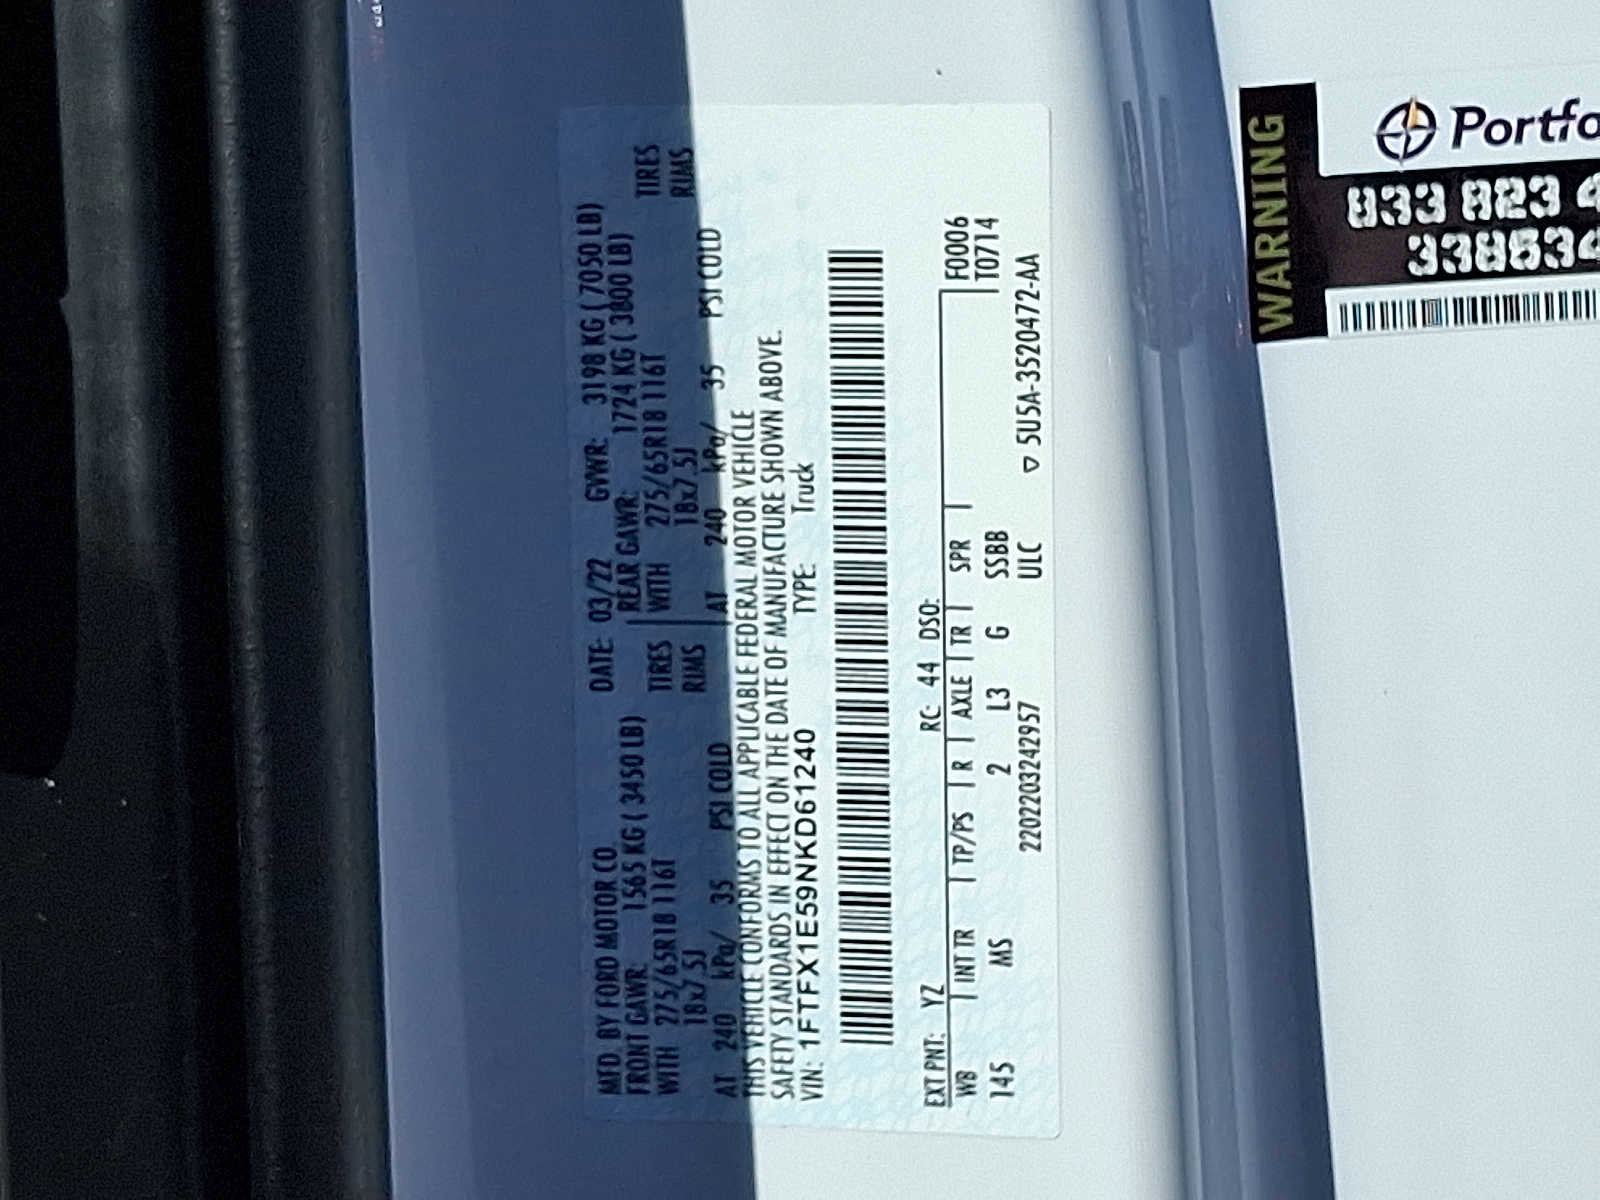 MFD. BY FORD MOTOR CO. DATE: 03/22 GVWR: 3198 KG ( 7050 LB)
FRONT GAWR: 1565 KG ( 3450 LB) REAR GAWR: 1724 KG ( 3800 LB)
WITH 275/65R18 116T TIRES WITH 275/65R18 116T TIRES
18x7.5J RIMS 18x7.5J RIMS
AT 240 kPa/ 35 PSI COLD AT 240 kPa/ 35 PSI COLD
THIS VEHICLE CONFORMS TO ALL APPLICABLE FEDERAL MOTOR VEHICLE
SAFETY STANDARDS IN EFFECT ON THE DATE OF MANUFACTURE SHOWN ABOVE.
VIN: 1FTFX1E59NKD61240 TYPE: Truck
EXT PNT: YZ RC: 44 DSO: F0006
WB INT TR TP/PS R AXLE TR SPR T0714
145 MS 2 L3 G SSBB
2202203242957 ULC ▽ 5U5A-3520472-AA
WARNING
Portfo
833 823 4
338534